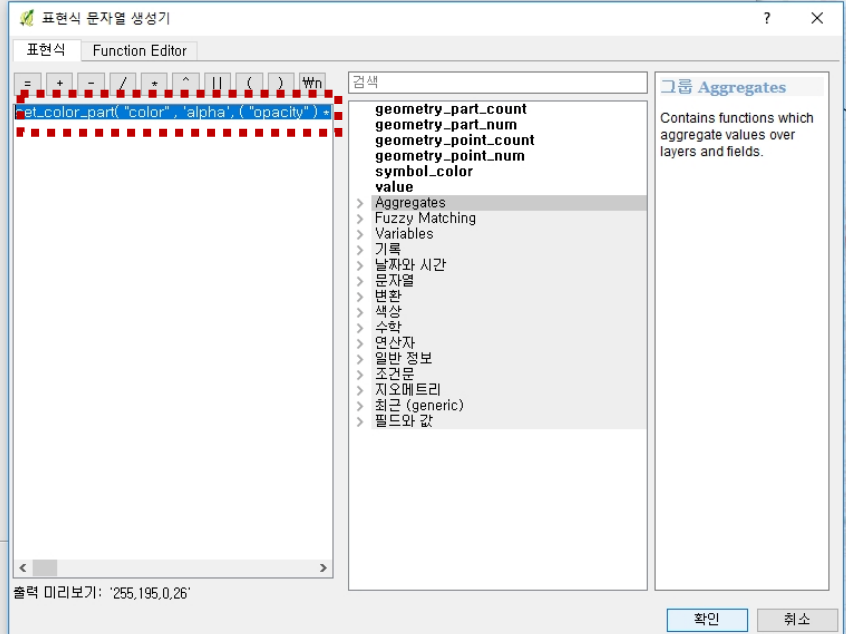 표현식 문자열 생성기
?
표현식 Function Editor
= + - / * ^ || ( ) ₩n
검색
set_color_part( "color" , 'alpha', ( "opacity" ) *
geometry_part_count
geometry_part_num
geometry_point_count
geometry_point_num
symbol_color
value
Aggregates
Fuzzy Matching
Variables
기록
날짜와 시간
문자열
변환
색상
수학
연산자
일반 정보
조건문
지오메트리
최근 (generic)
필드와 값
그룹 Aggregates
Contains functions which
aggregate values over
layers and fields.
출력 미리보기: '255,195,0,26'
확인 취소